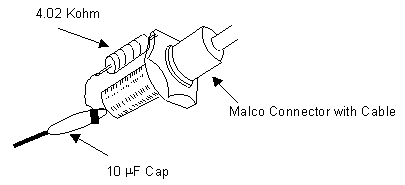 4.02 Kohm
Malco Connector with Cable
10 μF Cap